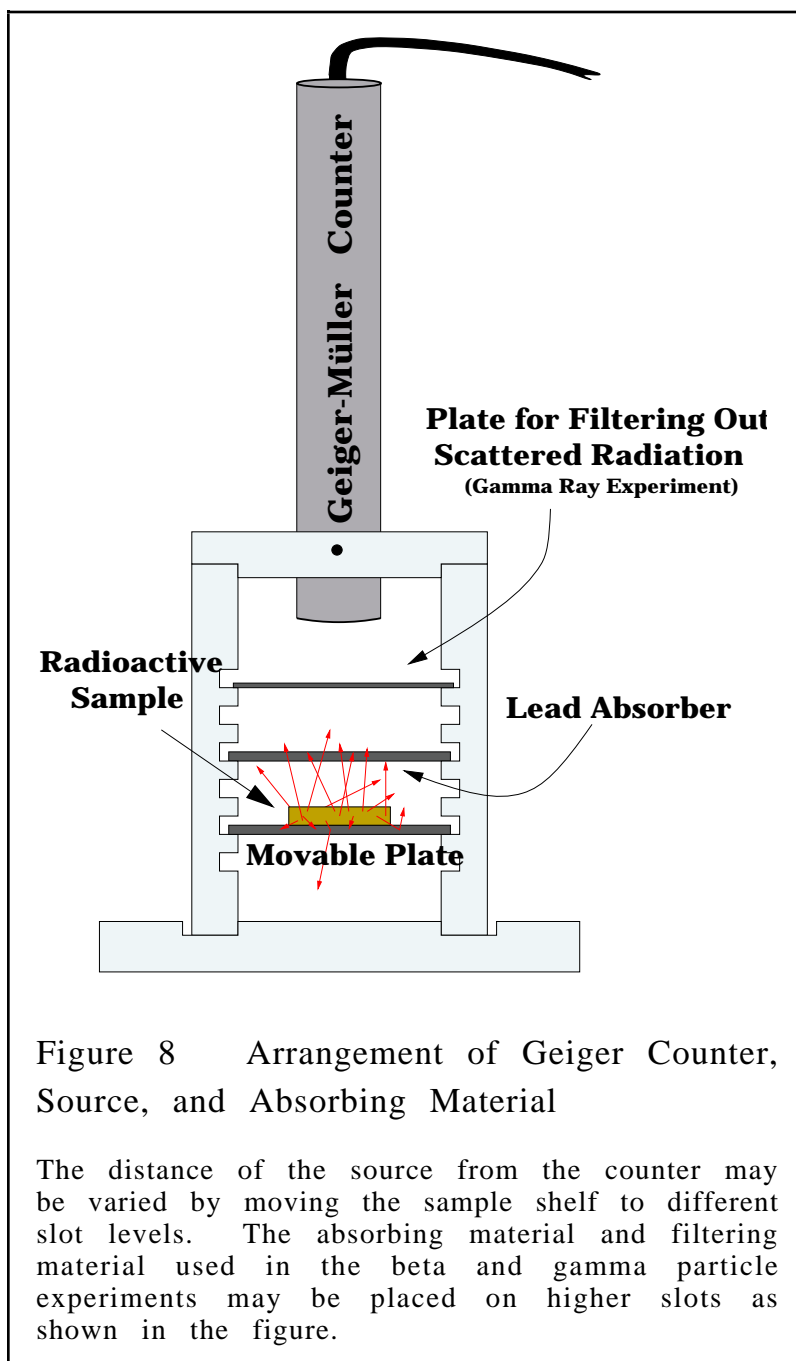 Geiger-Müller Counter
Plate for Filtering Out
Scattered Radiation
(Gamma Ray Experiment)
Radioactive
Sample
Lead Absorber
Movable Plate
Figure 8 Arrangement of Geiger Counter,
Source, and Absorbing Material
The distance of the source from the counter may
be varied by moving the sample shelf to different
slot levels. The absorbing material and filtering
material used in the beta and gamma particle
experiments may be placed on higher slots as
shown in the figure.